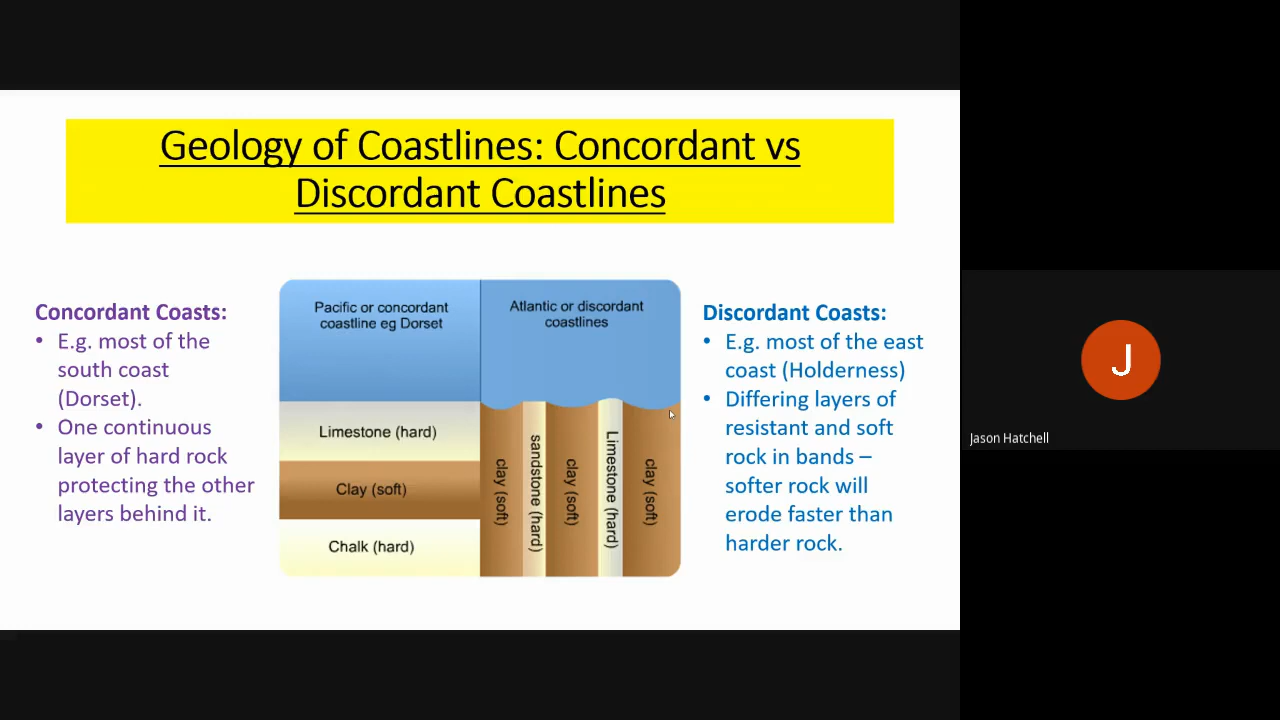 Geology of Coastlines: Concordant vs
Discordant Coastlines
Concordant Coasts:
• E.g. most of the
south coast
(Dorset).
• One continuous
layer of hard rock
protecting the other
layers behind it.
Pacific or concordant
coastline eg Dorset
Limestone (hard)
Clay (soft)
Chalk (hard)
Atlantic or discordant
coastlines
clay (soft)
sandstone (hard)
clay (soft)
Limestone (hard)
clay (soft)
Discordant Coasts:
• E.g. most of the east
coast (Holderness)
• Differing layers of
resistant and soft
rock in bands –
softer rock will
erode faster than
harder rock.
J
Jason Hatchell